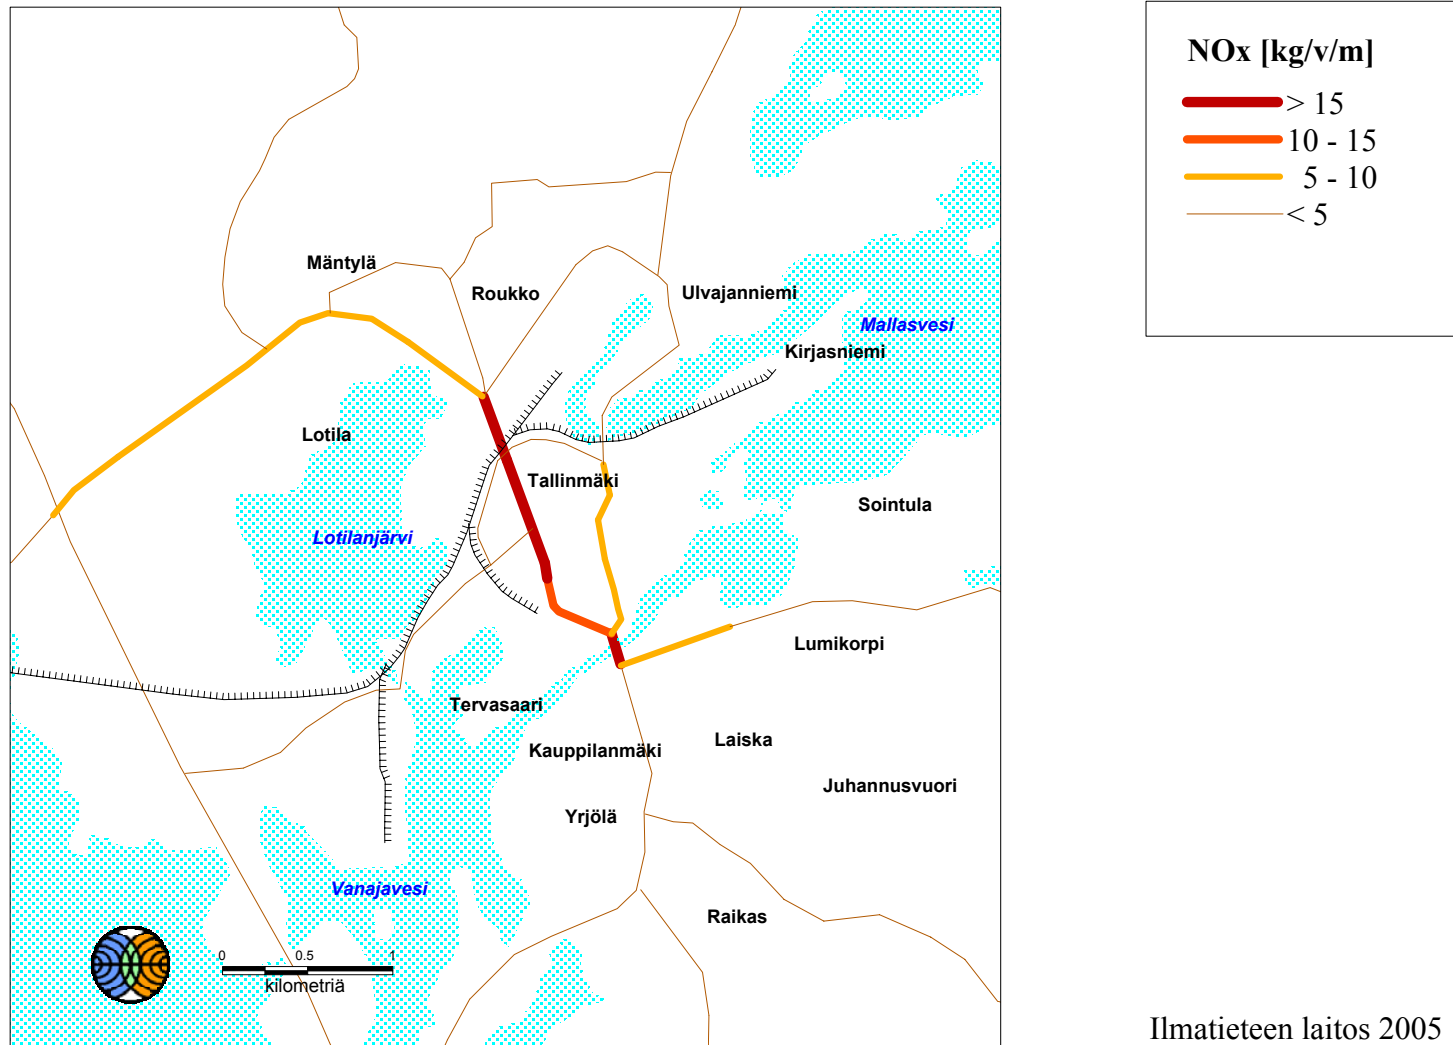 NOx [kg/v/m]
> 15
10 - 15
5 - 10
< 5
Mäntylä
Roukko
Ulvajanniemi
Mallasvesi
Kirjasniemi
Lotila
Tallinmäki
Sointula
Lotilanjärvi
Lumikorpi
Tervasaari
Kauppilanmäki
Laiska
Juhannusvuori
Yrjölä
Vanajavesi
Raikas
0 0.5 1
kilometriä
Ilmatieteen laitos 2005